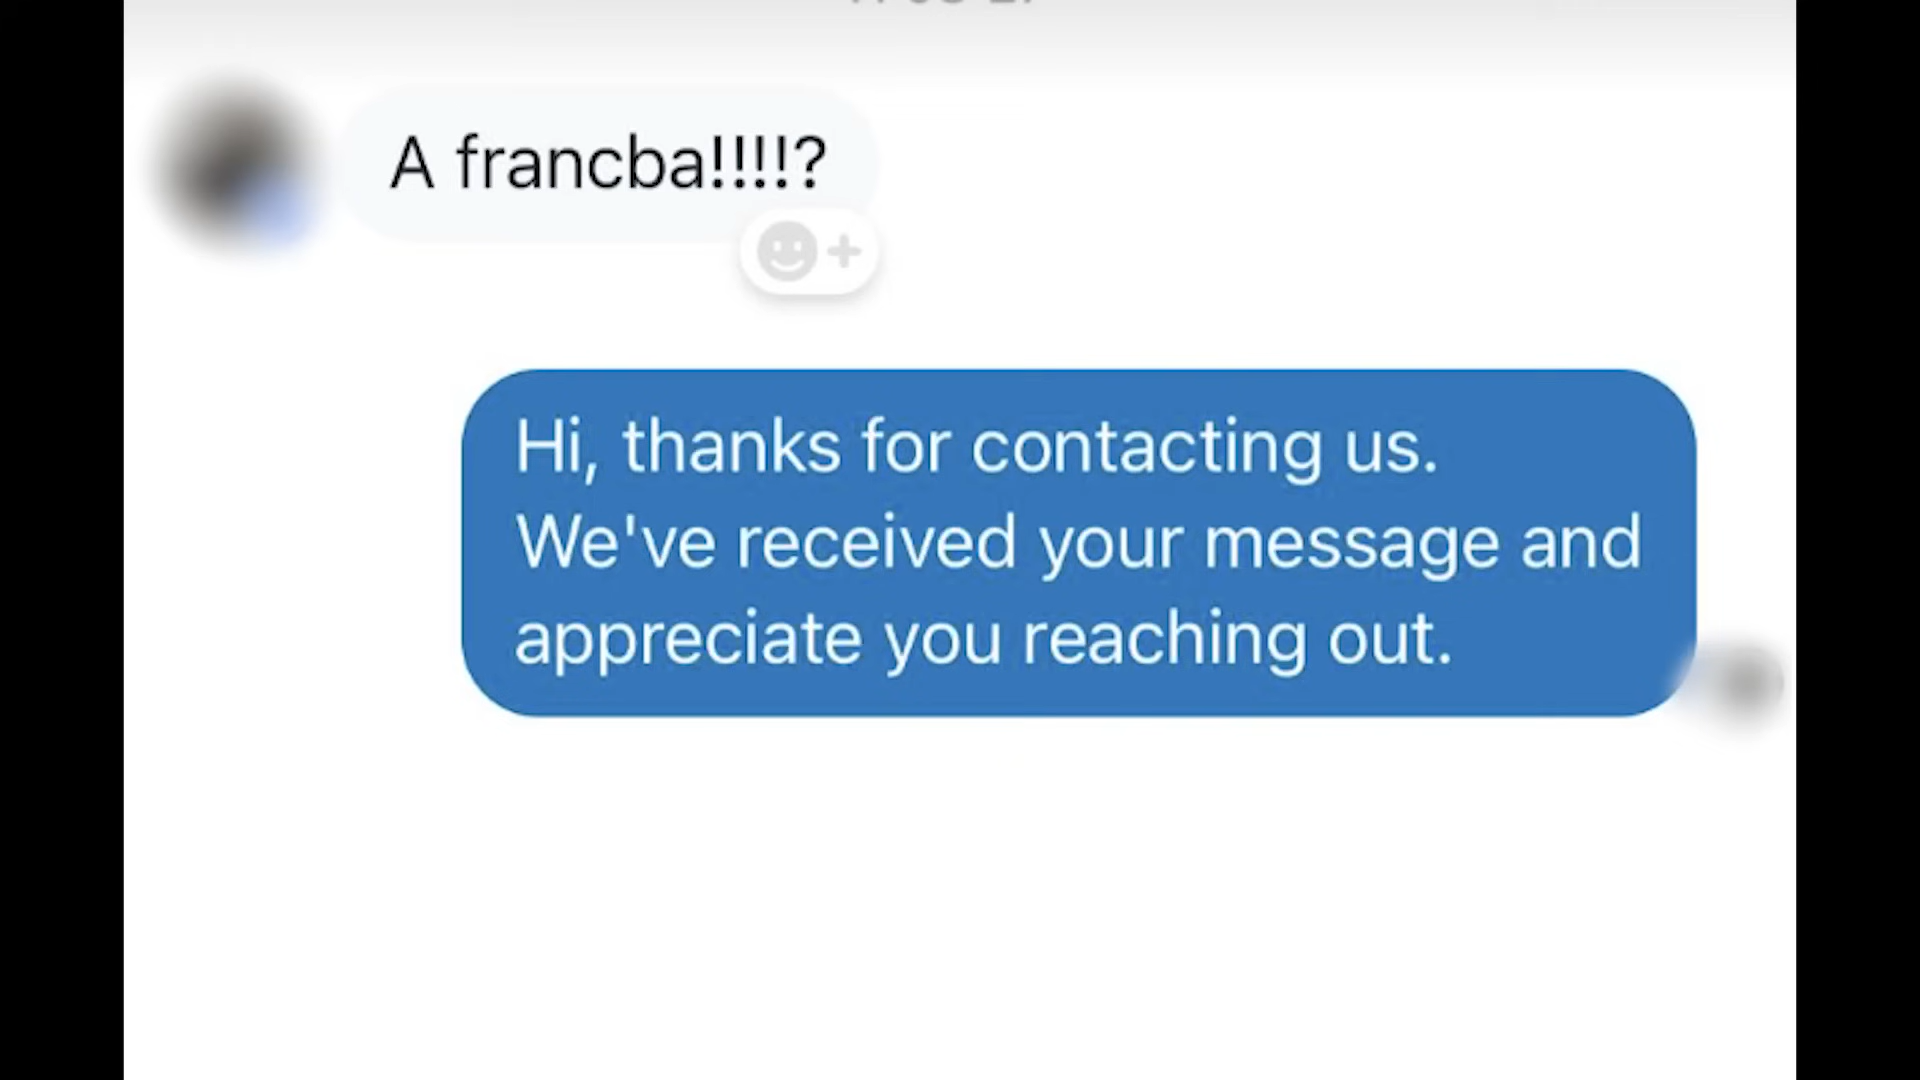 A francba!!!!?
Hi, thanks for contacting us.
We've received your message and
appreciate you reaching out.